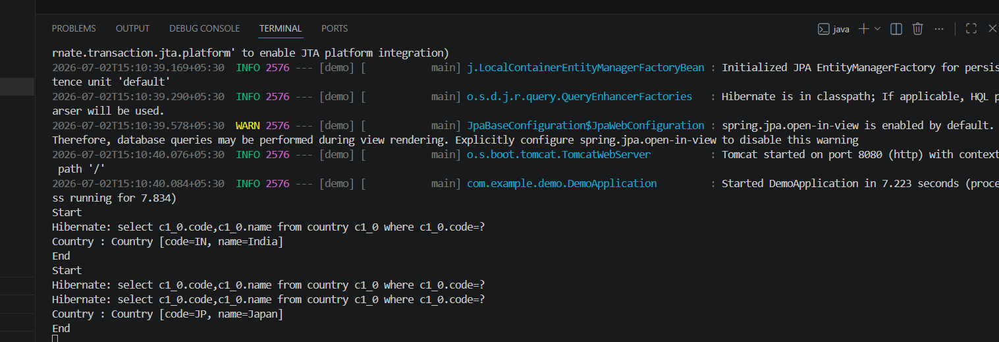 PROBLEMS OUTPUT DEBUG CONSOLE TERMINAL PORTS java
rnate.transaction.jta.platform' to enable JTA platform integration)
2026-07-02T15:10:39.169+05:30  INFO 2576 --- [demo] [           main] j.LocalContainerEntityManagerFactoryBean : Initialized JPA EntityManagerFactory for persis
tence unit 'default'
2026-07-02T15:10:39.290+05:30  INFO 2576 --- [demo] [           main] o.s.d.j.r.query.QueryEnhancerFactories   : Hibernate is in classpath; If applicable, HQL p
arser will be used.
2026-07-02T15:10:39.578+05:30  WARN 2576 --- [demo] [           main] JpaBaseConfiguration$JpaWebConfiguration : spring.jpa.open-in-view is enabled by default.
Therefore, database queries may be performed during view rendering. Explicitly configure spring.jpa.open-in-view to disable this warning
2026-07-02T15:10:40.076+05:30  INFO 2576 --- [demo] [           main] o.s.boot.tomcat.TomcatWebServer          : Tomcat started on port 8080 (http) with context
 path '/'
2026-07-02T15:10:40.084+05:30  INFO 2576 --- [demo] [           main] com.example.demo.DemoApplication         : Started DemoApplication in 7.223 seconds (proce
ss running for 7.834)
Start
Hibernate: select c1_0.code,c1_0.name from country c1_0 where c1_0.code=?
Country : Country [code=IN, name=India]
End
Start
Hibernate: select c1_0.code,c1_0.name from country c1_0 where c1_0.code=?
Hibernate: select c1_0.code,c1_0.name from country c1_0 where c1_0.code=?
Country : Country [code=JP, name=Japan]
End